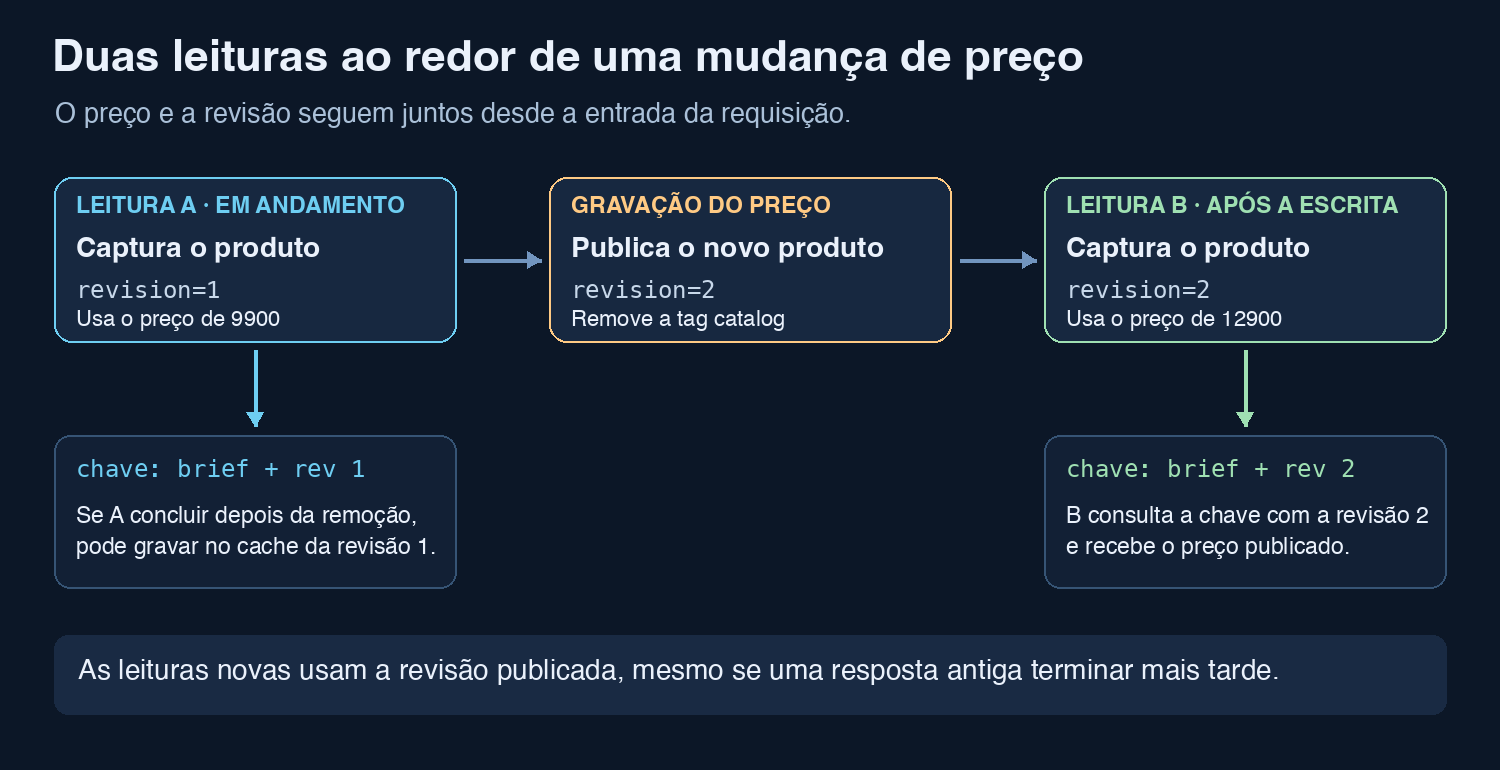 Duas leituras ao redor de uma mudança de preço
O preço e a revisão seguem juntos desde a entrada da requisição.
LEITURA A · EM ANDAMENTO
Captura o produto
revision=1
Usa o preço de 9900
GRAVAÇÃO DO PREÇO
Publica o novo produto
revision=2
Remove a tag catalog
LEITURA B · APÓS A ESCRITA
Captura o produto
revision=2
Usa o preço de 12900
chave: brief + rev 1
Se A concluir depois da remoção,
pode gravar no cache da revisão 1.
chave: brief + rev 2
B consulta a chave com a revisão 2
e recebe o preço publicado.
As leituras novas usam a revisão publicada, mesmo se uma resposta antiga terminar mais tarde.